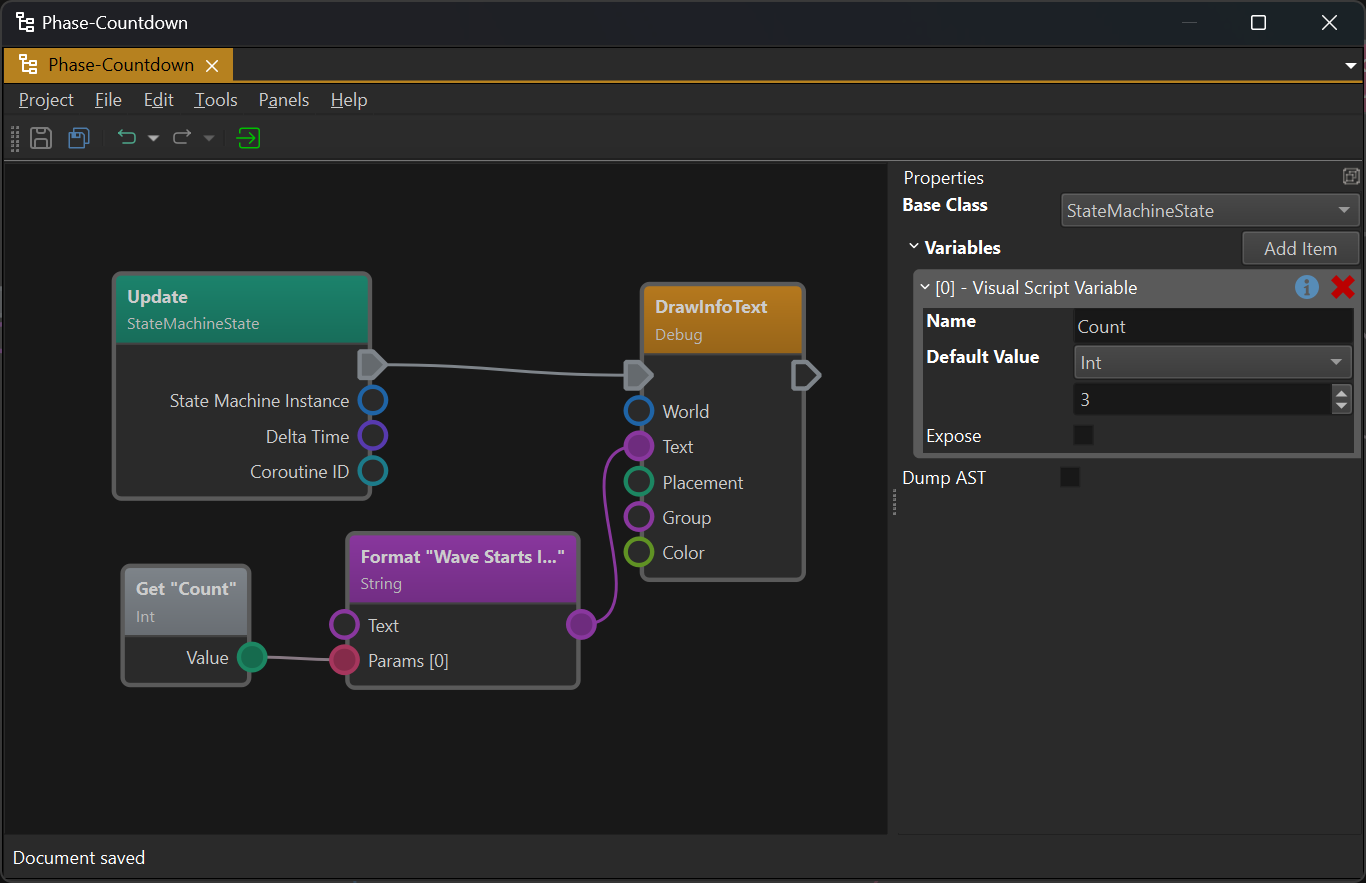 Phase-Countdown
Phase-Countdown
Project File Edit Tools Panels Help
Update
StateMachineState
State Machine Instance
Delta Time
Coroutine ID
DrawInfoText
Debug
World
Text
Placement
Group
Color
Get "Count"
Int
Value
Format "Wave Starts I..."
String
Text
Params [0]
Properties
Base Class StateMachineState
Variables Add Item
[0] - Visual Script Variable
Name Count
Default Value Int
3
Expose
Dump AST
Document saved